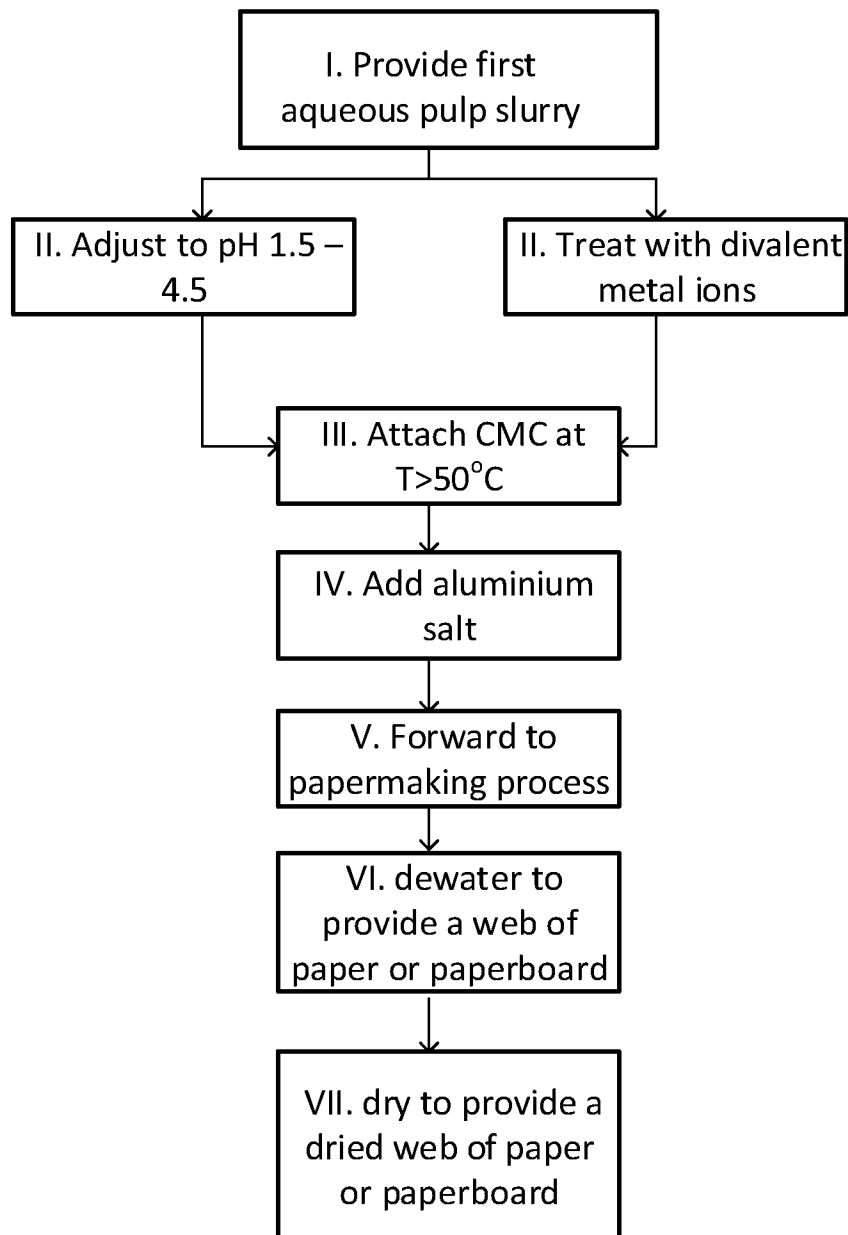 I. Provide first
aqueous pulp slurry
II. Adjust to pH 1.5 –
4.5
II. Treat with divalent
metal ions
III. Attach CMC at
T>50°C
IV. Add aluminium
salt
V. Forward to
papermaking process
VI. dewater to
provide a web of
paper or paperboard
VII. dry to provide a
dried web of paper
or paperboard